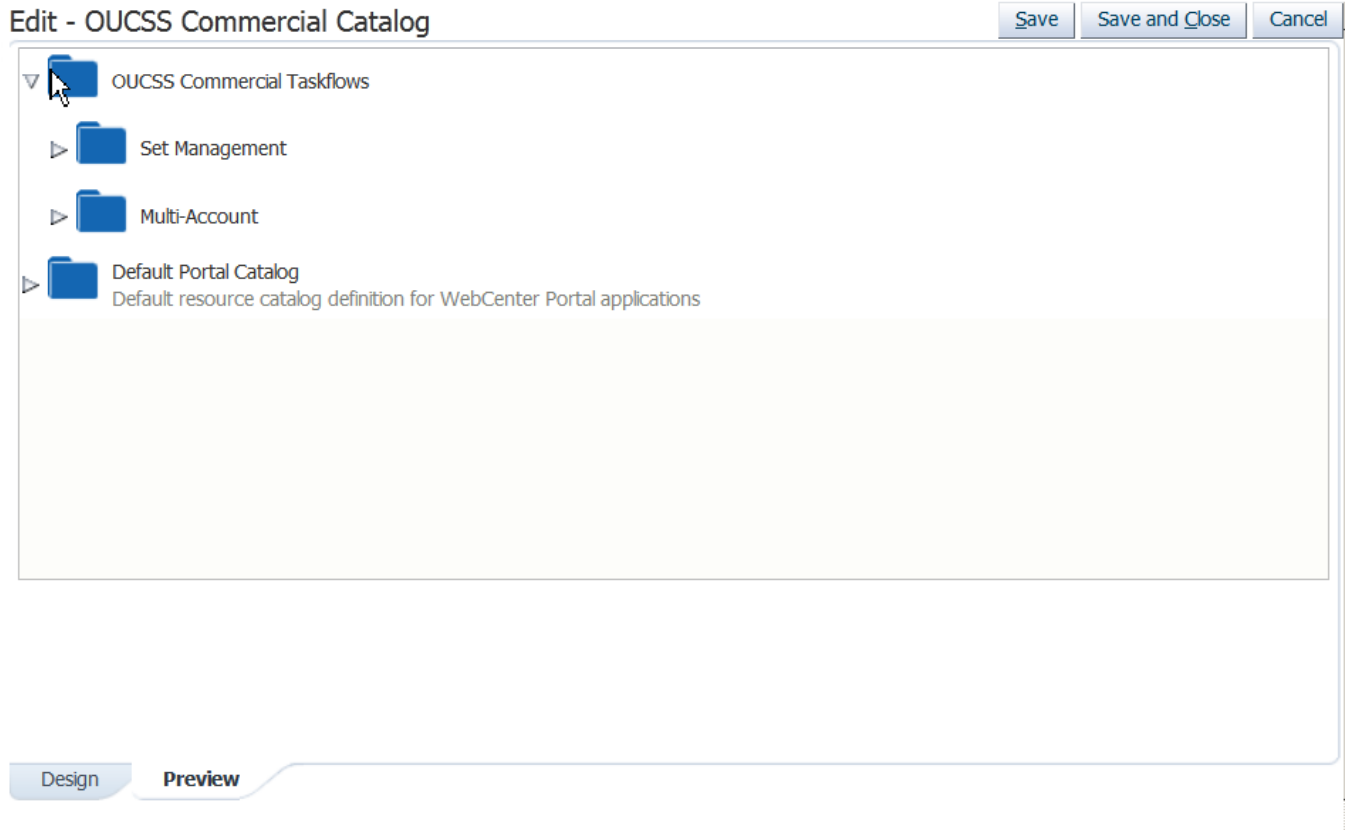 Edit - OUCSS Commercial Catalog
Save
Save and Close
Cancel
OUCSS Commercial Taskflows
Set Management
Multi-Account
Default Portal Catalog
Default resource catalog definition for WebCenter Portal applications
Design
Preview